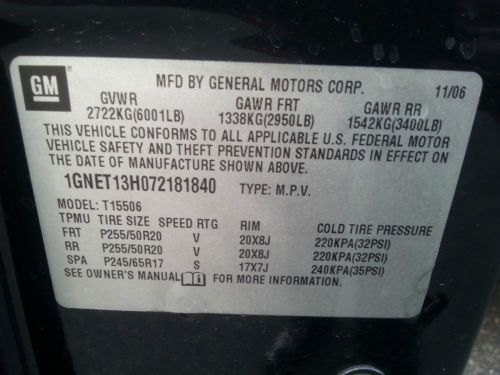 GM
MFD BY GENERAL MOTORS CORP. 11/06
GVWR GAWR FRT GAWR RR
2722KG(6001LB) 1338KG(2950LB) 1542KG(3400LB)
THIS VEHICLE CONFORMS TO ALL APPLICABLE U.S. FEDERAL MOTOR
VEHICLE SAFETY AND THEFT PREVENTION STANDARDS IN EFFECT ON
THE DATE OF MANUFACTURE SHOWN ABOVE.
1GNET13H072181840 TYPE: M.P.V.
MODEL: T15506
TPMU TIRE SIZE SPEED RTG RIM COLD TIRE PRESSURE
FRT P255/50R20 V 20X8J 220KPA(32PSI)
RR P255/50R20 V 20X8J 220KPA(32PSI)
SPA P245/65R17 S 17X7J 240KPA(35PSI)
SEE OWNER'S MANUAL FOR MORE INFORMATION.